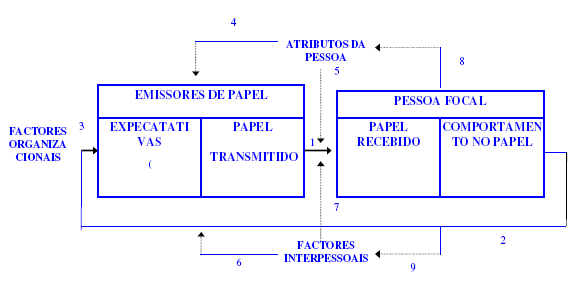 4
ATRIBUTOS DA
PESSOA
8
5
EMISSORES DE PAPEL
PESSOA FOCAL
3
FACTORES
ORGANIZA
CIONAIS
EXPECATATI
VAS
(
PAPEL
TRANSMITIDO
1
PAPEL
RECEBIDO
COMPORTAMEN
TO NO PAPEL
7
2
6
FACTORES
INTERPESSOAIS
9